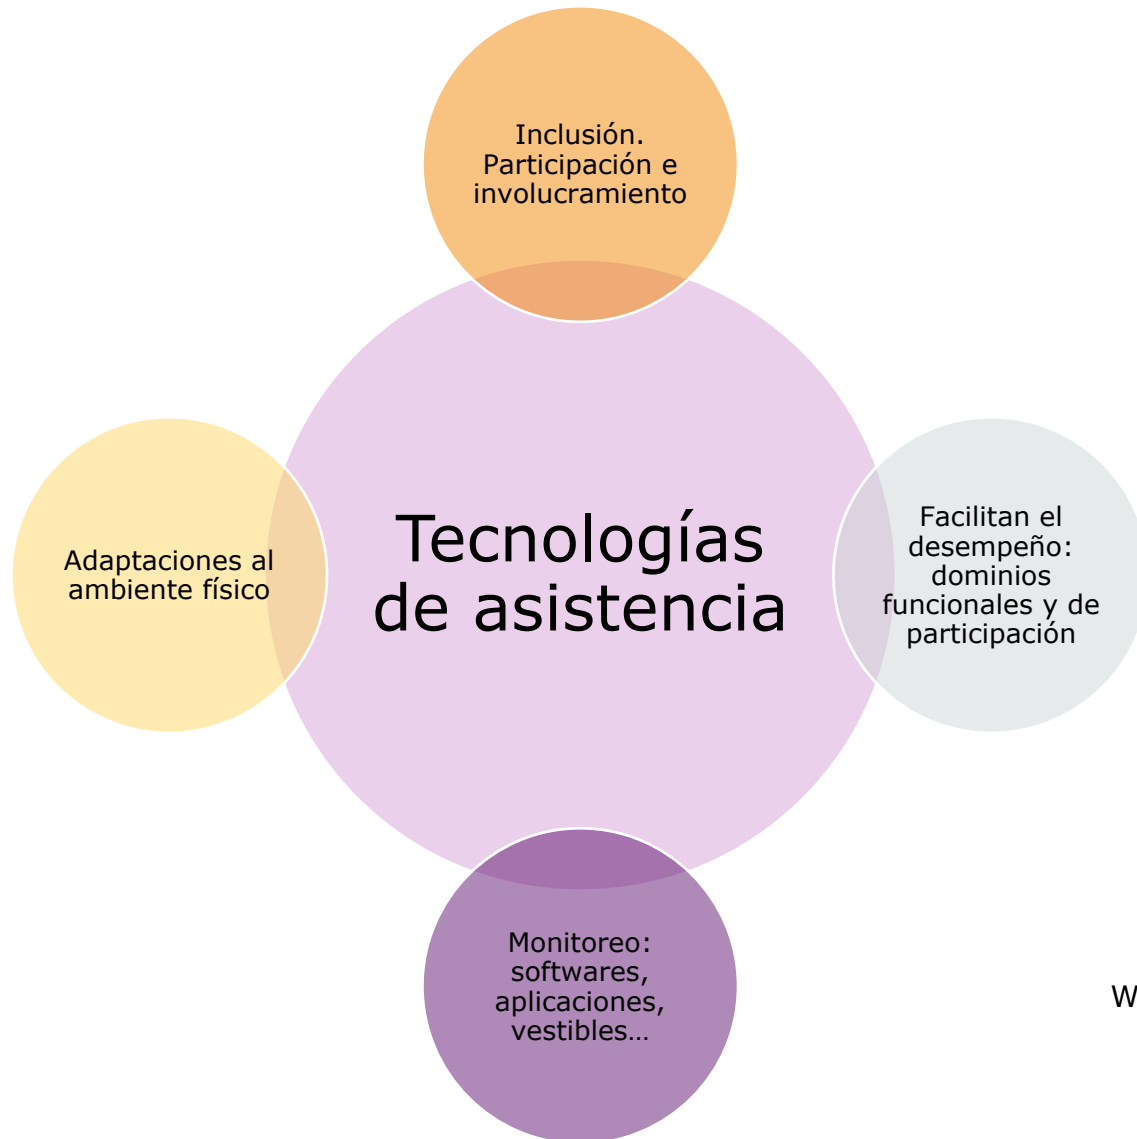 Inclusión.
Participación e
involucramiento
Adaptaciones al
ambiente físico
Tecnologías
de asistencia
Facilitan el
desempeño:
dominios
funcionales y de
participación
Monitoreo:
softwares,
aplicaciones,
vestibles…
W